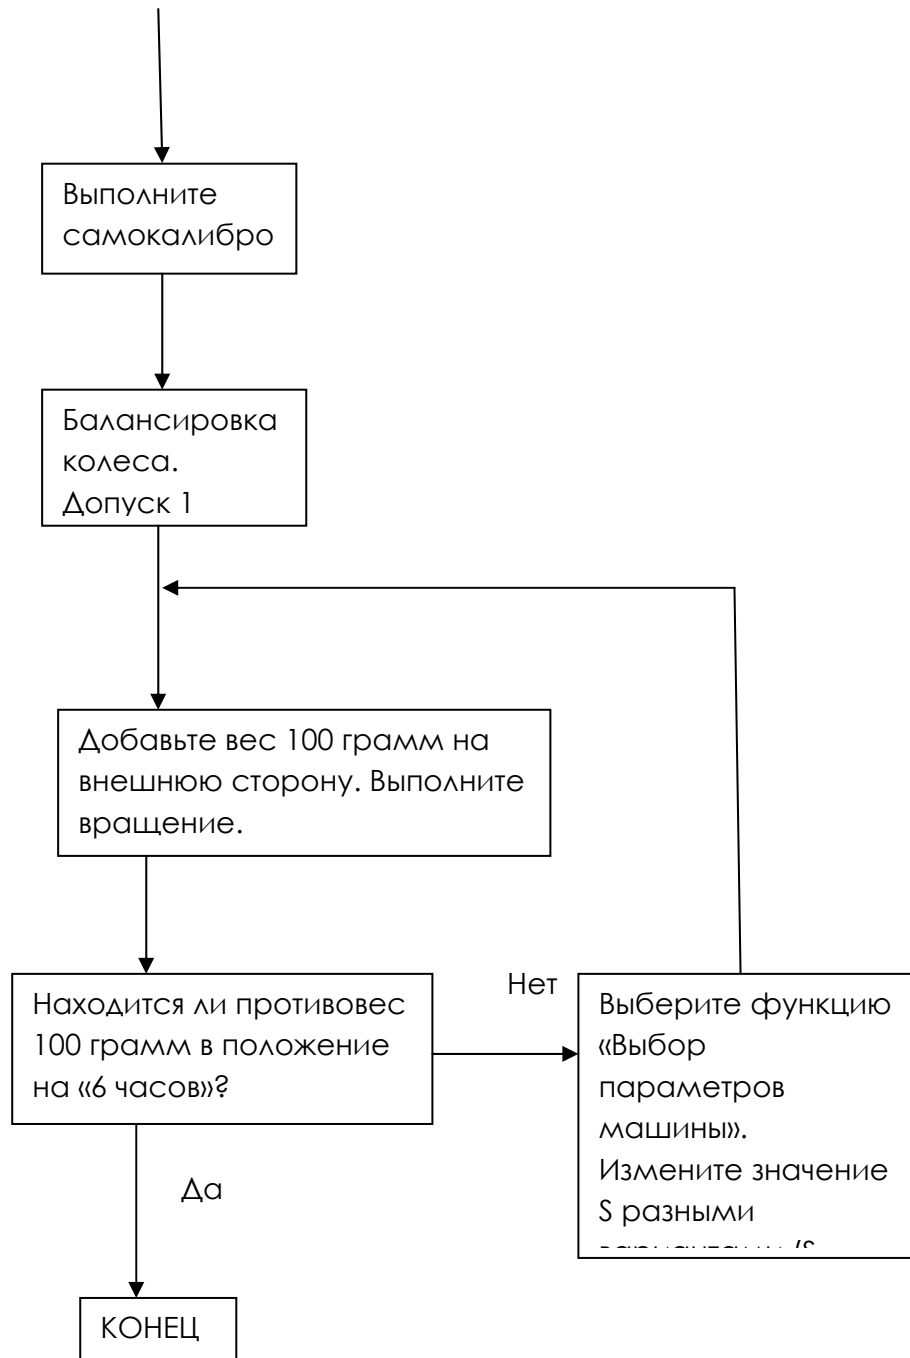 Выполните
самокалибро
Балансировка
колеса.
Допуск 1
Добавьте вес 100 грамм на
внешнюю сторону. Выполните
вращение.
Находится ли противовес
100 грамм в положение
на «6 часов»?
Нет
Выберите функцию
«Выбор
параметров
машины».
Измените значение
S разными
Да
КОНЕЦ